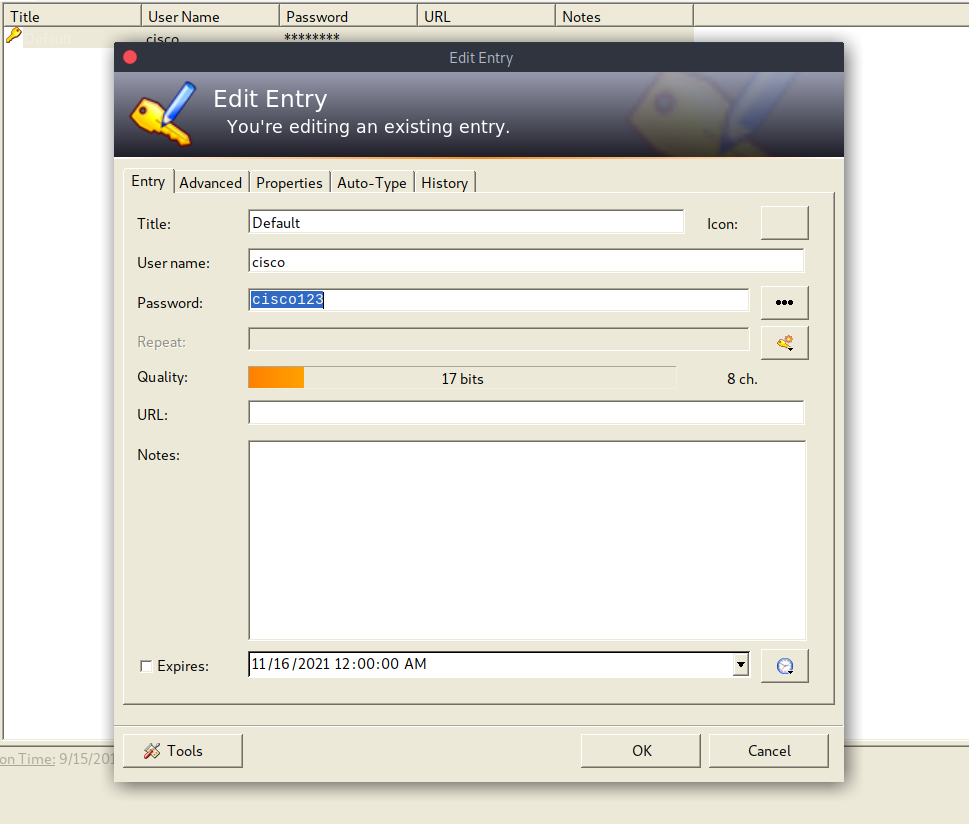 Title User Name Password URL Notes
Default cisco ********
Edit Entry
Edit Entry
You're editing an existing entry.
Entry Advanced Properties Auto-Type History
Title: Default Icon:
User name: cisco
Password: cisco123 •••
Repeat:
Quality: 17 bits 8 ch.
URL:
Notes:
Expires: 11/16/2021 12:00:00 AM
Tools OK Cancel
on Time: 9/15/201